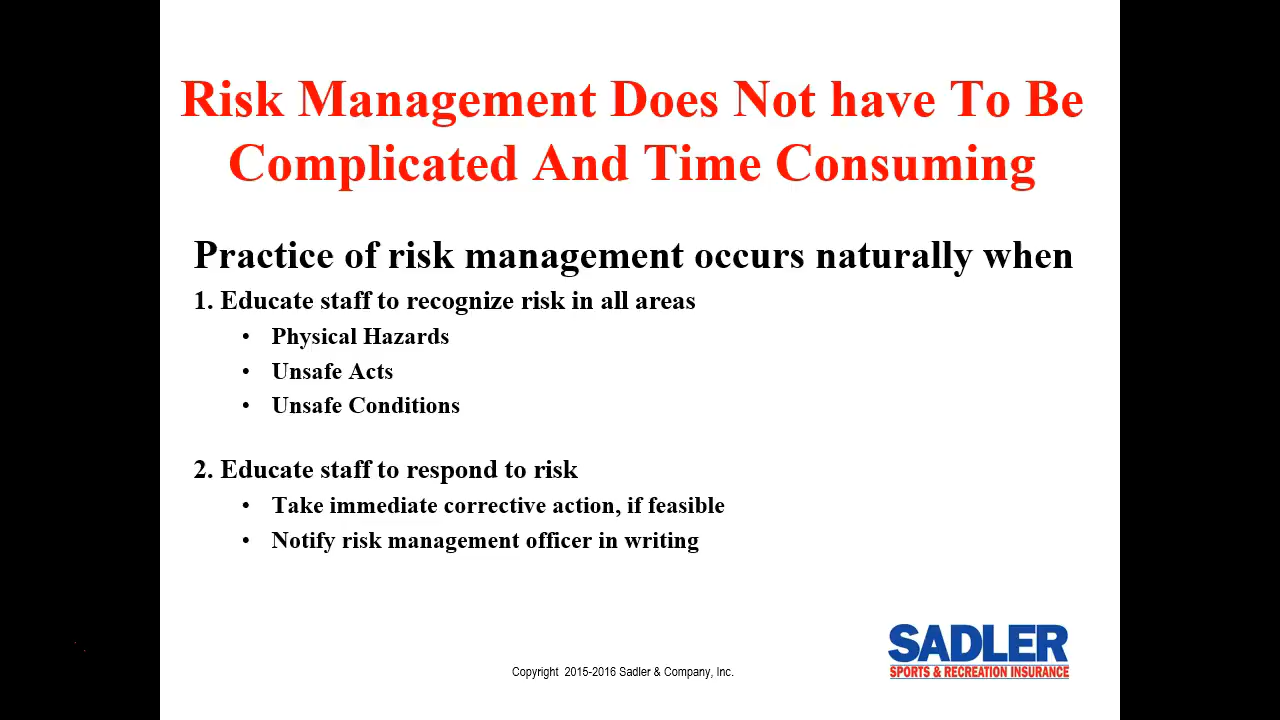 Risk Management Does Not have To Be
Complicated And Time Consuming
Practice of risk management occurs naturally when
1. Educate staff to recognize risk in all areas
• Physical Hazards
• Unsafe Acts
• Unsafe Conditions
2. Educate staff to respond to risk
• Take immediate corrective action, if feasible
• Notify risk management officer in writing
SADLER
SPORTS & RECREATION INSURANCE
Copyright 2015-2016 Sadler & Company, Inc.